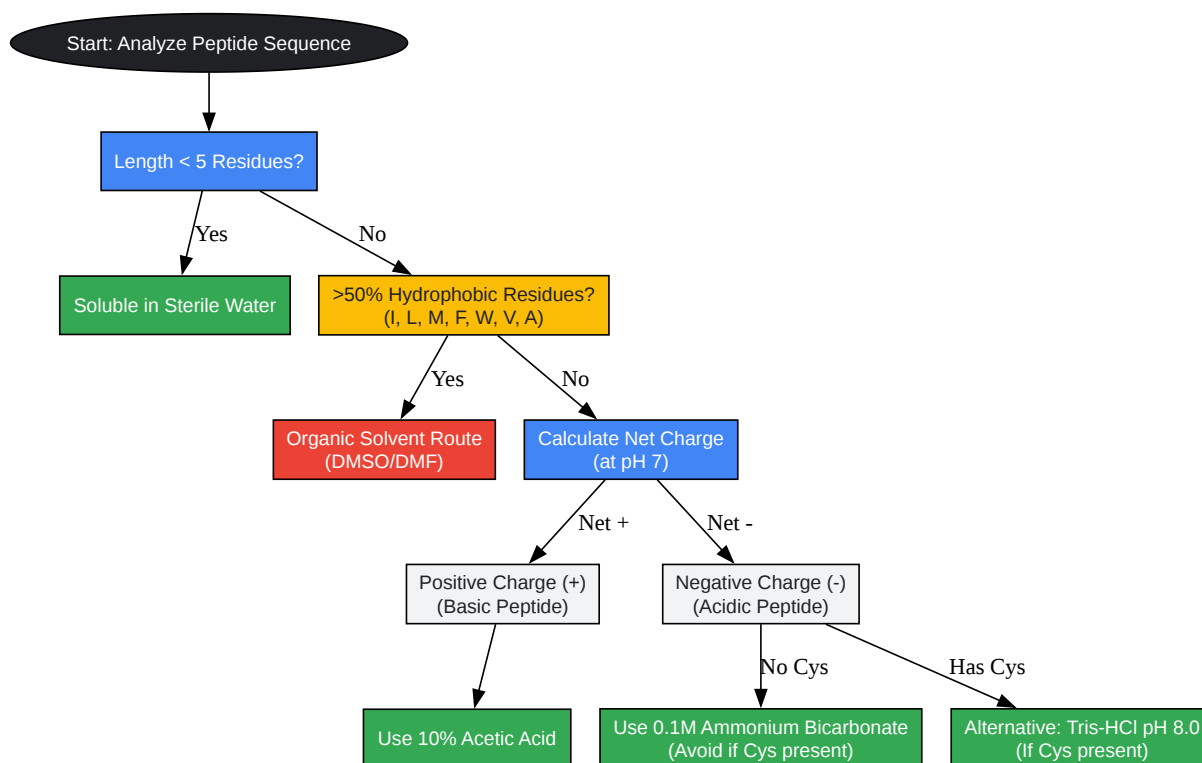 Start: Analyze Peptide Sequence
Length < 5 Residues?
Yes
No
Soluble in Sterile Water
>50% Hydrophobic Residues?
(I, L, M, F, W, V, A)
Yes
No
Organic Solvent Route
(DMSO/DMF)
Calculate Net Charge
(at pH 7)
Net +
Net -
Positive Charge (+)
(Basic Peptide)
Negative Charge (-)
(Acidic Peptide)
No Cys
Has Cys
Use 10% Acetic Acid
Use 0.1M Ammonium Bicarbonate
(Avoid if Cys present)
Alternative: Tris-HCl pH 8.0
(If Cys present)